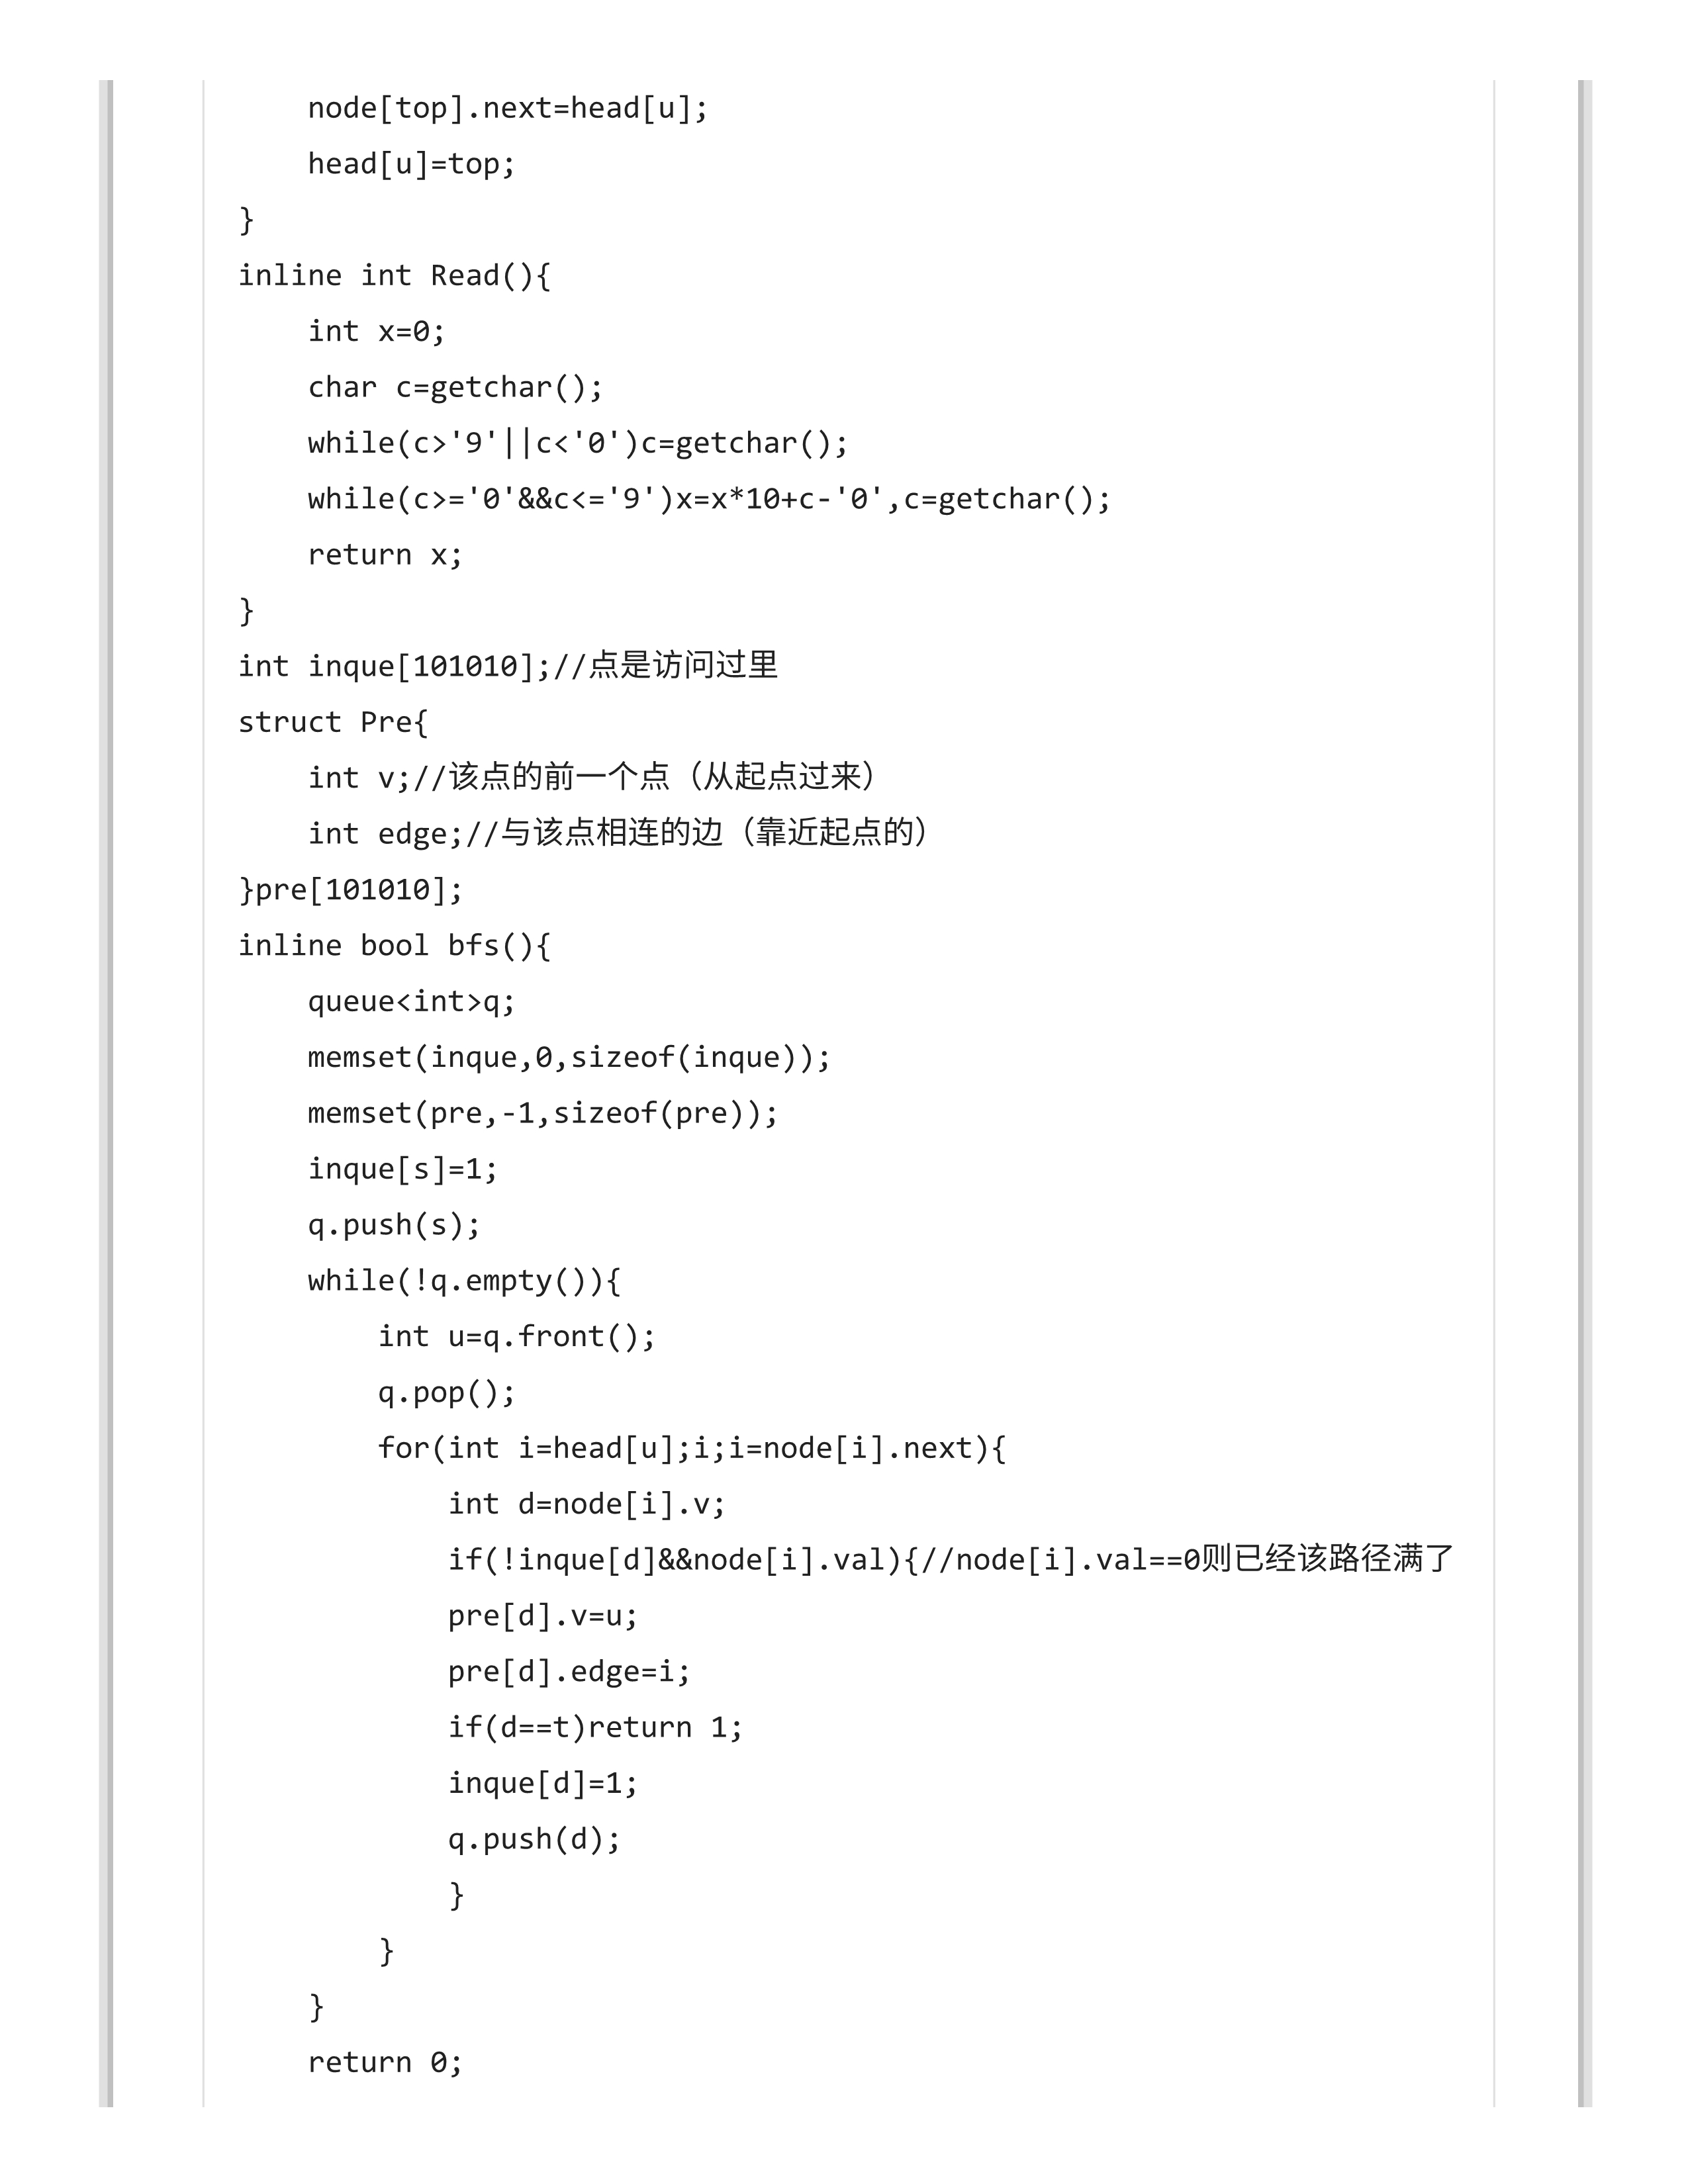 node[top].next=head[u];
    head[u]=top;
}
inline int Read(){
    int x=0;
    char c=getchar();
    while(c>'9'||c<'0')c=getchar();
    while(c>='0'&&c<='9')x=x*10+c-'0',c=getchar();
    return x;
}
int inque[101010];//点是访问过里
struct Pre{
    int v;//该点的前一个点（从起点过来）
    int edge;//与该点相连的边（靠近起点的）
}pre[101010];
inline bool bfs(){
    queue<int>q;
    memset(inque,0,sizeof(inque));
    memset(pre,-1,sizeof(pre));
    inque[s]=1;
    q.push(s);
    while(!q.empty()){
        int u=q.front();
        q.pop();
        for(int i=head[u];i;i=node[i].next){
            int d=node[i].v;
            if(!inque[d]&&node[i].val){//node[i].val==0则已经该路径满了
            pre[d].v=u;
            pre[d].edge=i;
            if(d==t)return 1;
            inque[d]=1;
            q.push(d);
            }
        }
    }
    return 0;